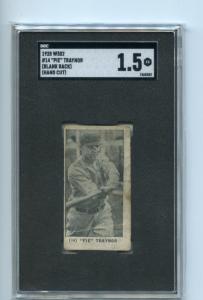 SGC
1928 W502
#14 "PIE" TRAYNOR
[BLANK BACK]
[HAND CUT]
1.5
(14) "PIE" TRAYNOR